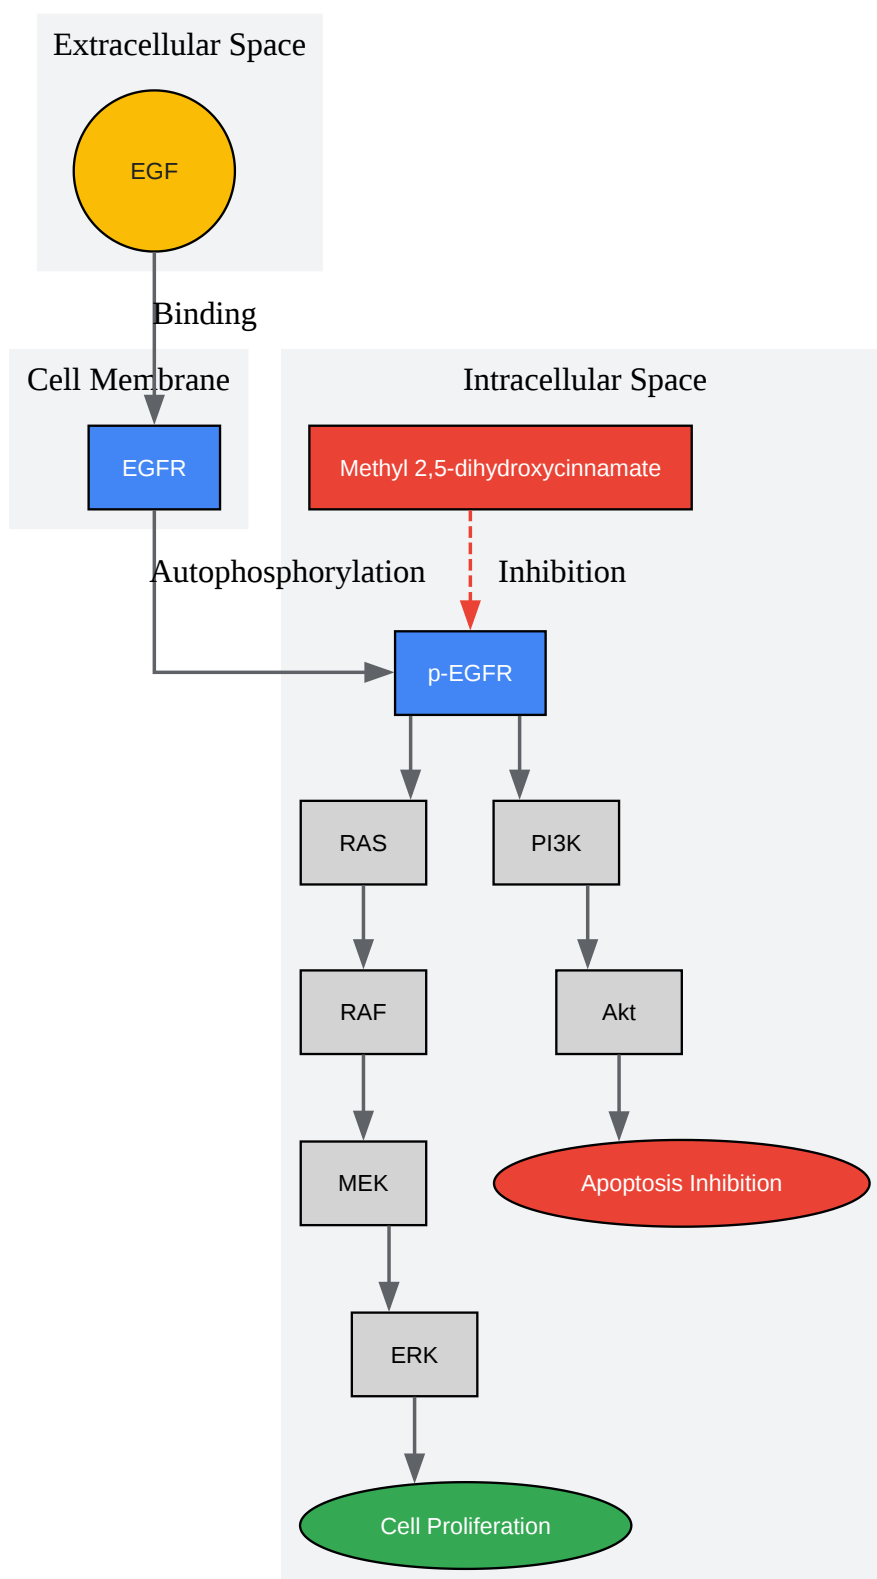 Extracellular Space
EGF
Binding
Cell Membrane
Intracellular Space
EGFR
Methyl 2,5-dihydroxycinnamate
Autophosphorylation
Inhibition
p-EGFR
RAS
PI3K
RAF
Akt
MEK
Apoptosis Inhibition
ERK
Cell Proliferation